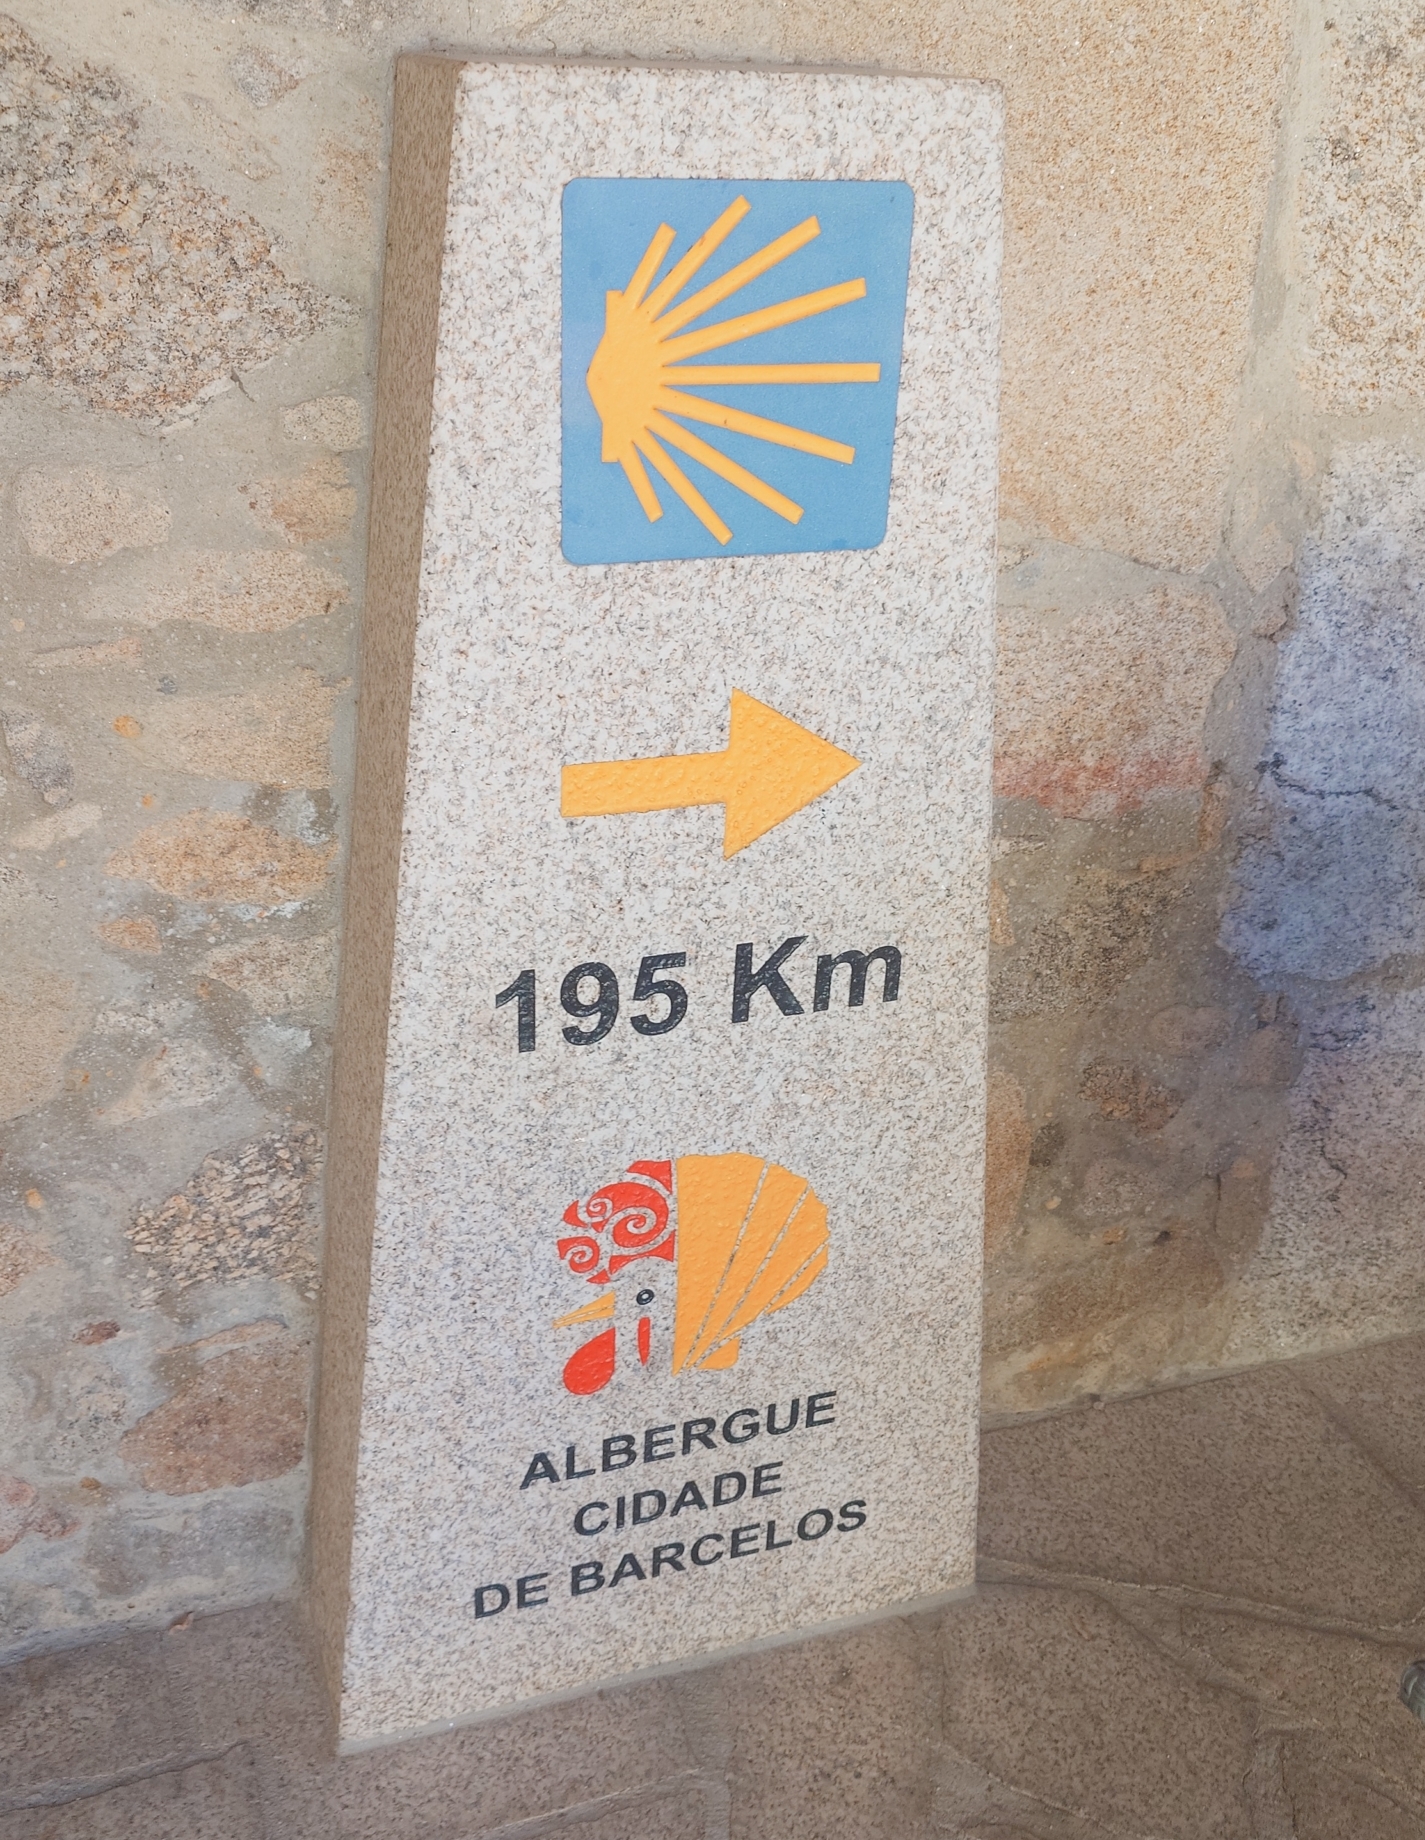 195 Km
ALBERGUE
CIDADE
DE BARCELOS